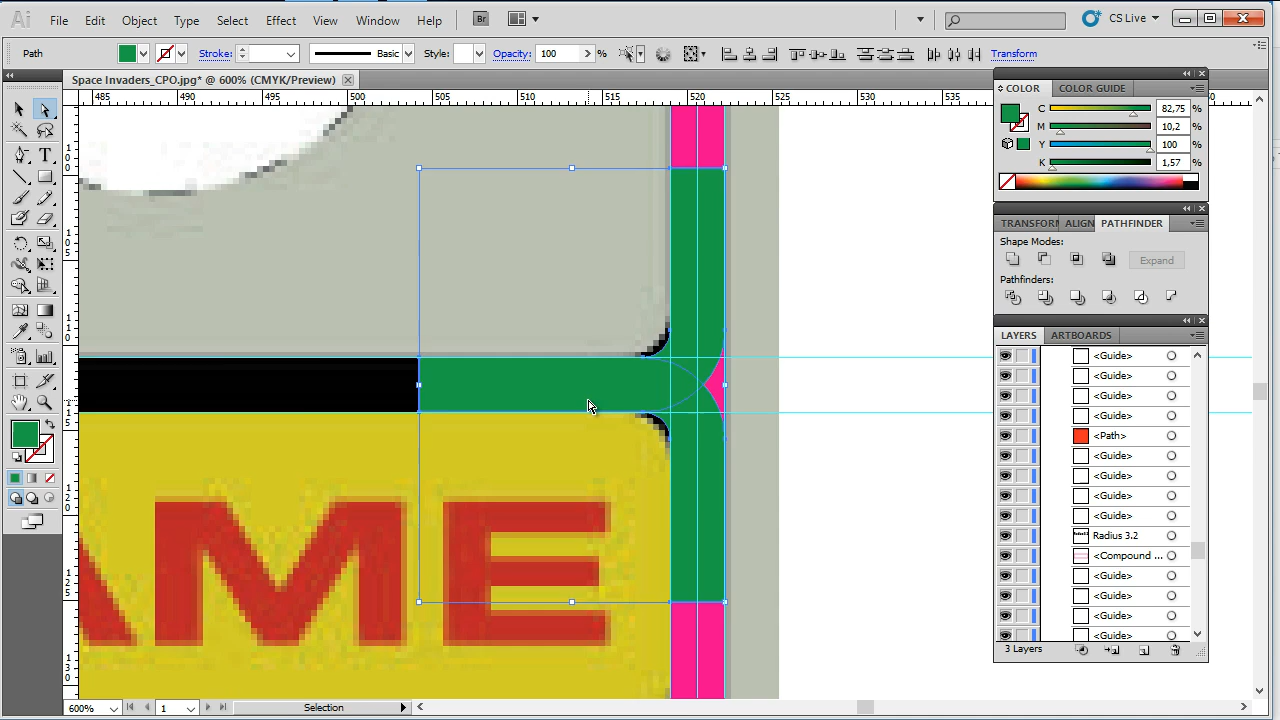 Ai File Edit Object Type Select Effect View Window Help Br CS Live
Path Stroke: Basic Style: Opacity: 100 % Transform
Space Invaders_CPO.jpg* @ 600% (CMYK/Preview)
485 490 495 500 505 510 515 520 525 530 535
COLOR COLOR GUIDE
C 82,75 %
M 10,2 %
Y 100 %
K 1,57 %
TRANSFORM ALIGN PATHFINDER
Shape Modes:
Expand
Pathfinders:
LAYERS ARTBOARDS
<Guide>
<Guide>
<Guide>
<Guide>
<Path>
<Guide>
<Guide>
<Guide>
<Guide>
Radius 3.2
<Compound ...
<Guide>
<Guide>
<Guide>
<Guide>
3 Layers
AME
600% 1 Selection